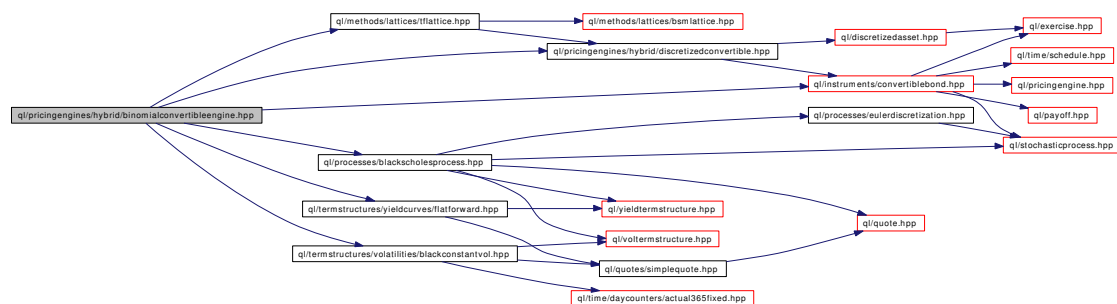 ql/methods/lattices/tflattice.hpp
ql/methods/lattices/bsmlattice.hpp
ql/exercise.hpp
ql/discretizedasset.hpp
ql/pricingengines/hybrid/discretizedconvertible.hpp
ql/time/schedule.hpp
ql/instruments/convertiblebond.hpp
ql/pricingengine.hpp
ql/pricingengines/hybrid/binomialconvertibleengine.hpp
ql/processes/eulerdiscretization.hpp
ql/payoff.hpp
ql/stochasticprocess.hpp
ql/processes/blackscholesprocess.hpp
ql/termstructures/yieldcurves/flatforward.hpp
ql/yieldtermstructure.hpp
ql/quote.hpp
ql/voltermstructure.hpp
ql/termstructures/volatilities/blackconstantvol.hpp
ql/quotes/simplequote.hpp
ql/time/daycounters/actual365fixed.hpp